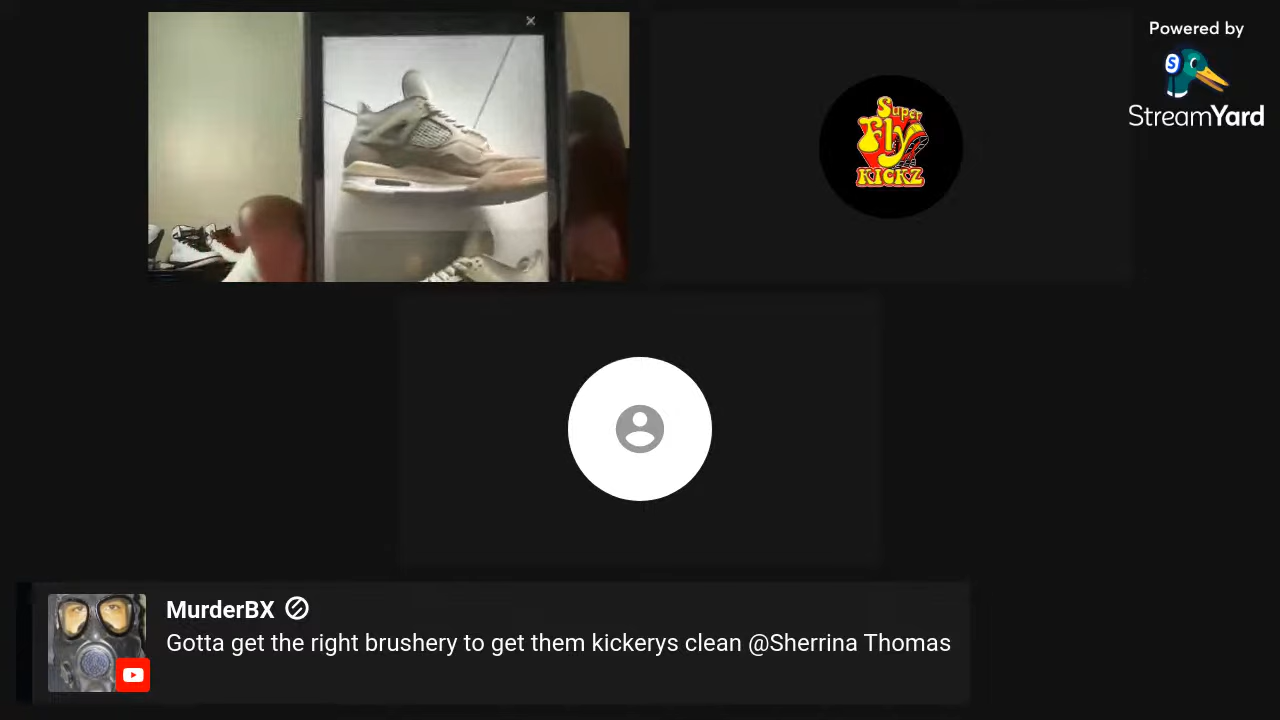 Powered by
S
StreamYard
Super
Fly
KICKZ
MurderBX
Gotta get the right brushery to get them kickerys clean @Sherrina Thomas